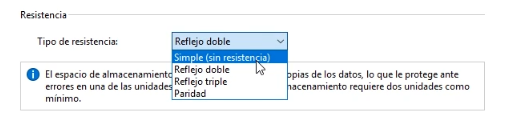 Resistencia
Tipo de resistencia: Reflejo doble
Simple (sin resistencia)
Reflejo doble
Reflejo triple
Paridad
El espacio de almacenamiento opias de los datos, lo que le protege ante
errores en una de las unidades macenamiento requiere dos unidades como
mínimo.